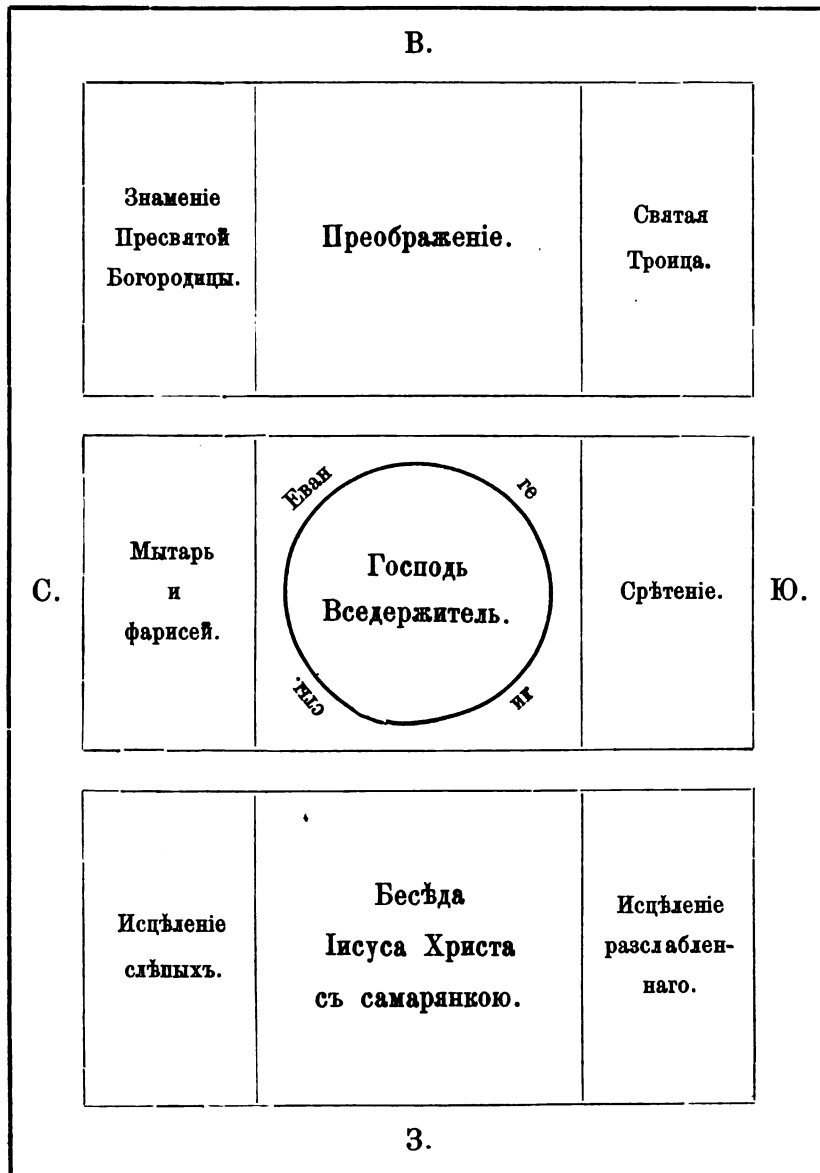 В.
Знаменіе
Пресвятой
Богородицы.
Преображеніе.
Святая
Троица.
С.
Мытарь
и
фарисей.
Еван
ге
ли
сты.
Господь
Вседержитель.
Срѣтеніе.
Ю.
Исцѣленіе
слѣпыхъ.
Бесѣда
Іисуса Христа
съ самарянкою.
Исцѣленіе
разслаблен-
наго.
З.